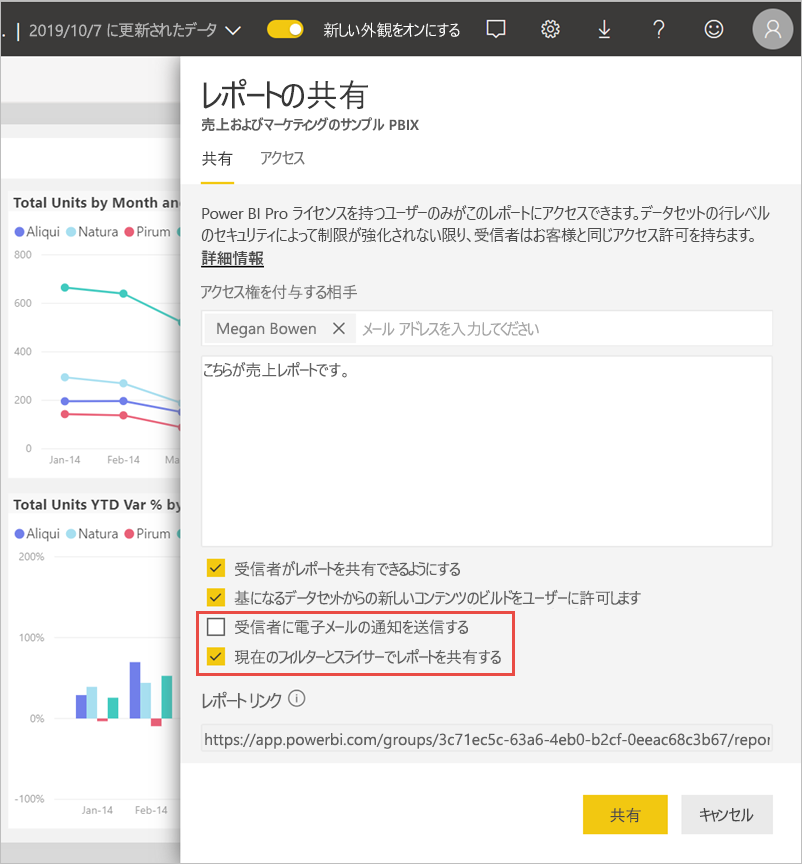 . | 2019/10/7 に更新されたデータ 新しい外観をオンにする
レポートの共有
売上およびマーケティングのサンプル PBIX
共有 アクセス
Power BI Pro ライセンスを持つユーザーのみがこのレポートにアクセスできます。データセットの行レベル
のセキュリティによって制限が強化されない限り、受信者はお客様と同じアクセス許可を持ちます。
詳細情報
アクセス権を付与する相手
Megan Bowen メール アドレスを入力してください
こちらが売上レポートです。
受信者がレポートを共有できるようにする
基になるデータセットからの新しいコンテンツのビルドをユーザーに許可します
受信者に電子メールの通知を送信する
現在のフィルターとスライサーでレポートを共有する
レポート リンク
https://app.powerbi.com/groups/3c71ec5c-63a6-4eb0-b2cf-0eeac68c3b67/repor
共有 キャンセル
Total Units by Month and
Aliqui Natura Pirum
800
600
400
200
0
Jan-14 Feb-14 Ma
Total Units YTD Var % by
Aliqui Natura Pirum
200%
100%
0%
-100%
Jan-14 Feb-14